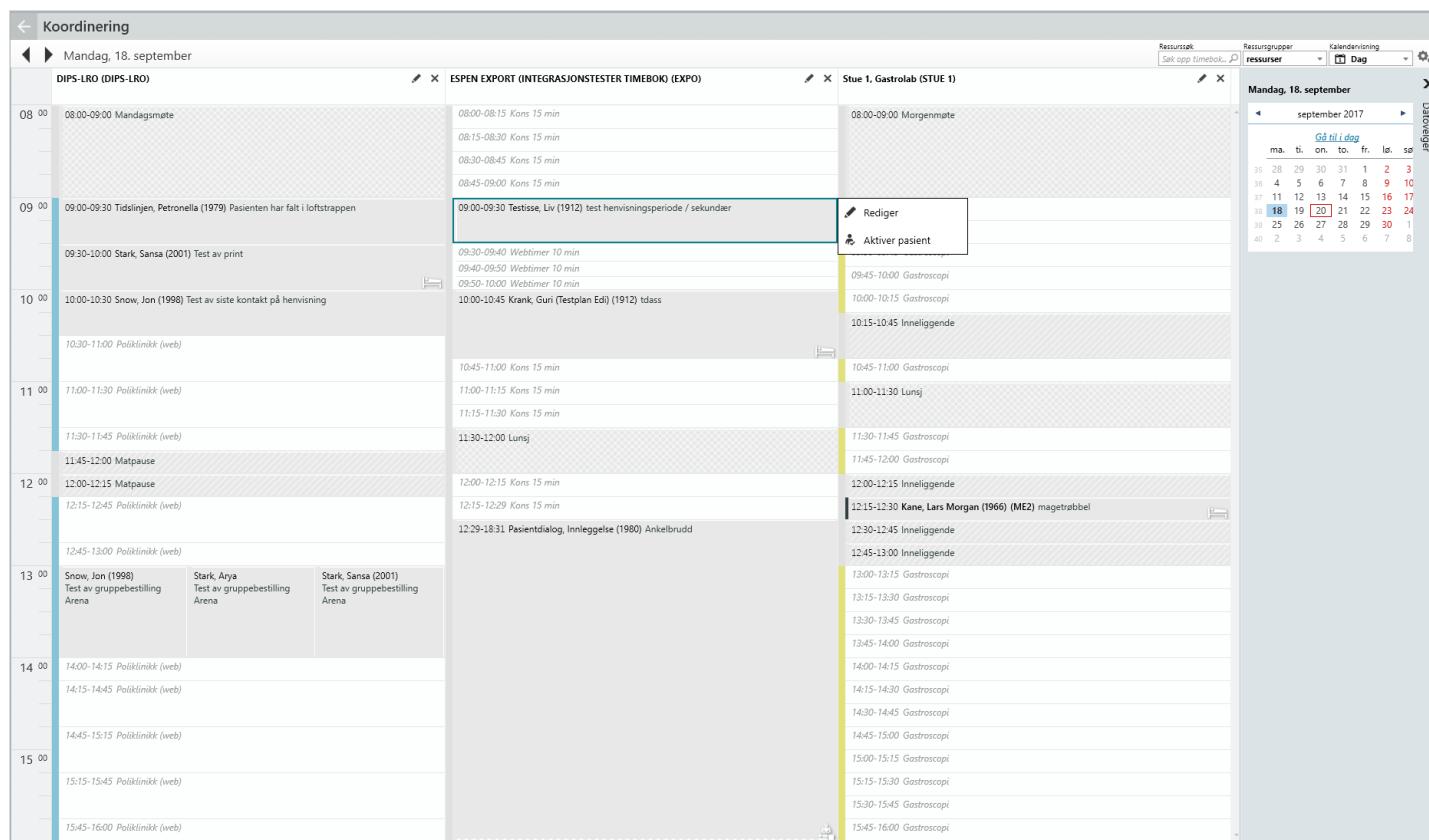 Koordinering
Mandag, 18. september
Ressurssøk
Ressursgrupper
Kalendervisning
Søk opp timebok...
ressurser
Dag
DIPS-LRO (DIPS-LRO)
08 00
08:00-09:00 Mandagsmøte
09 00
09:00-09:30 Tidslinjen, Petronella (1979) Pasienten har falt i loftstrappen
09:30-10:00 Stark, Sansa (2001) Test av print
10 00
10:00-10:30 Snow, Jon (1998) Test av siste kontakt på henvisning
10:30-11:00 Poliklinikk (web)
11 00
11:00-11:30 Poliklinikk (web)
11:30-11:45 Poliklinikk (web)
11:45-12:00 Matpause
12 00
12:00-12:15 Matpause
12:15-12:45 Poliklinikk (web)
12:45-13:00 Poliklinikk (web)
13 00
Snow, Jon (1998)
Test av gruppebestilling
Arena
Stark, Arya
Test av gruppebestilling
Arena
Stark, Sansa (2001)
Test av gruppebestilling
Arena
14 00
14:00-14:15 Poliklinikk (web)
14:15-14:45 Poliklinikk (web)
14:45-15:15 Poliklinikk (web)
15 00
15:15-15:45 Poliklinikk (web)
15:45-16:00 Poliklinikk (web)
ESPEN EXPORT (INTEGRASJONSTESTER TIMEBOK) (EXPO)
08:00-08:15 Kons 15 min
08:15-08:30 Kons 15 min
08:30-08:45 Kons 15 min
08:45-09:00 Kons 15 min
09:00-09:30 Testisse, Liv (1912) test henvisningsperiode / sekundær
09:30-09:40 Webtimer 10 min
09:40-09:50 Webtimer 10 min
09:50-10:00 Webtimer 10 min
10:00-10:45 Krank, Guri (Testplan Edi) (1912) tdass
10:45-11:00 Kons 15 min
11:00-11:15 Kons 15 min
11:15-11:30 Kons 15 min
11:30-12:00 Lunsj
12:00-12:15 Kons 15 min
12:15-12:29 Kons 15 min
12:29-18:31 Pasientdialog, Innleggelse (1980) Ankelbrudd
Stue 1, Gastrolab (STUE 1)
08:00-09:00 Morgenmøte
Rediger
Aktiver pasient
09:45-10:00 Gastroscopi
10:00-10:15 Gastroscopi
10:15-10:45 Inneliggende
10:45-11:00 Gastroscopi
11:00-11:30 Lunsj
11:30-11:45 Gastroscopi
11:45-12:00 Gastroscopi
12:00-12:15 Inneliggende
12:15-12:30 Kane, Lars Morgan (1966) (ME2) magetrøbbel
12:30-12:45 Inneliggende
12:45-13:00 Inneliggende
13:00-13:15 Gastroscopi
13:15-13:30 Gastroscopi
13:30-13:45 Gastroscopi
13:45-14:00 Gastroscopi
14:00-14:15 Gastroscopi
14:15-14:30 Gastroscopi
14:30-14:45 Gastroscopi
14:45-15:00 Gastroscopi
15:00-15:15 Gastroscopi
15:15-15:30 Gastroscopi
15:30-15:45 Gastroscopi
15:45-16:00 Gastroscopi
Mandag, 18. september
september 2017
Gå til i dag
ma. ti. on. to. fr. lø. sø
35 28 29 30 31 1 2 3
36 4 5 6 7 8 9 10
37 11 12 13 14 15 16 17
38 18 19 20 21 22 23 24
39 25 26 27 28 29 30 1
40 2 3 4 5 6 7 8
Datovelger